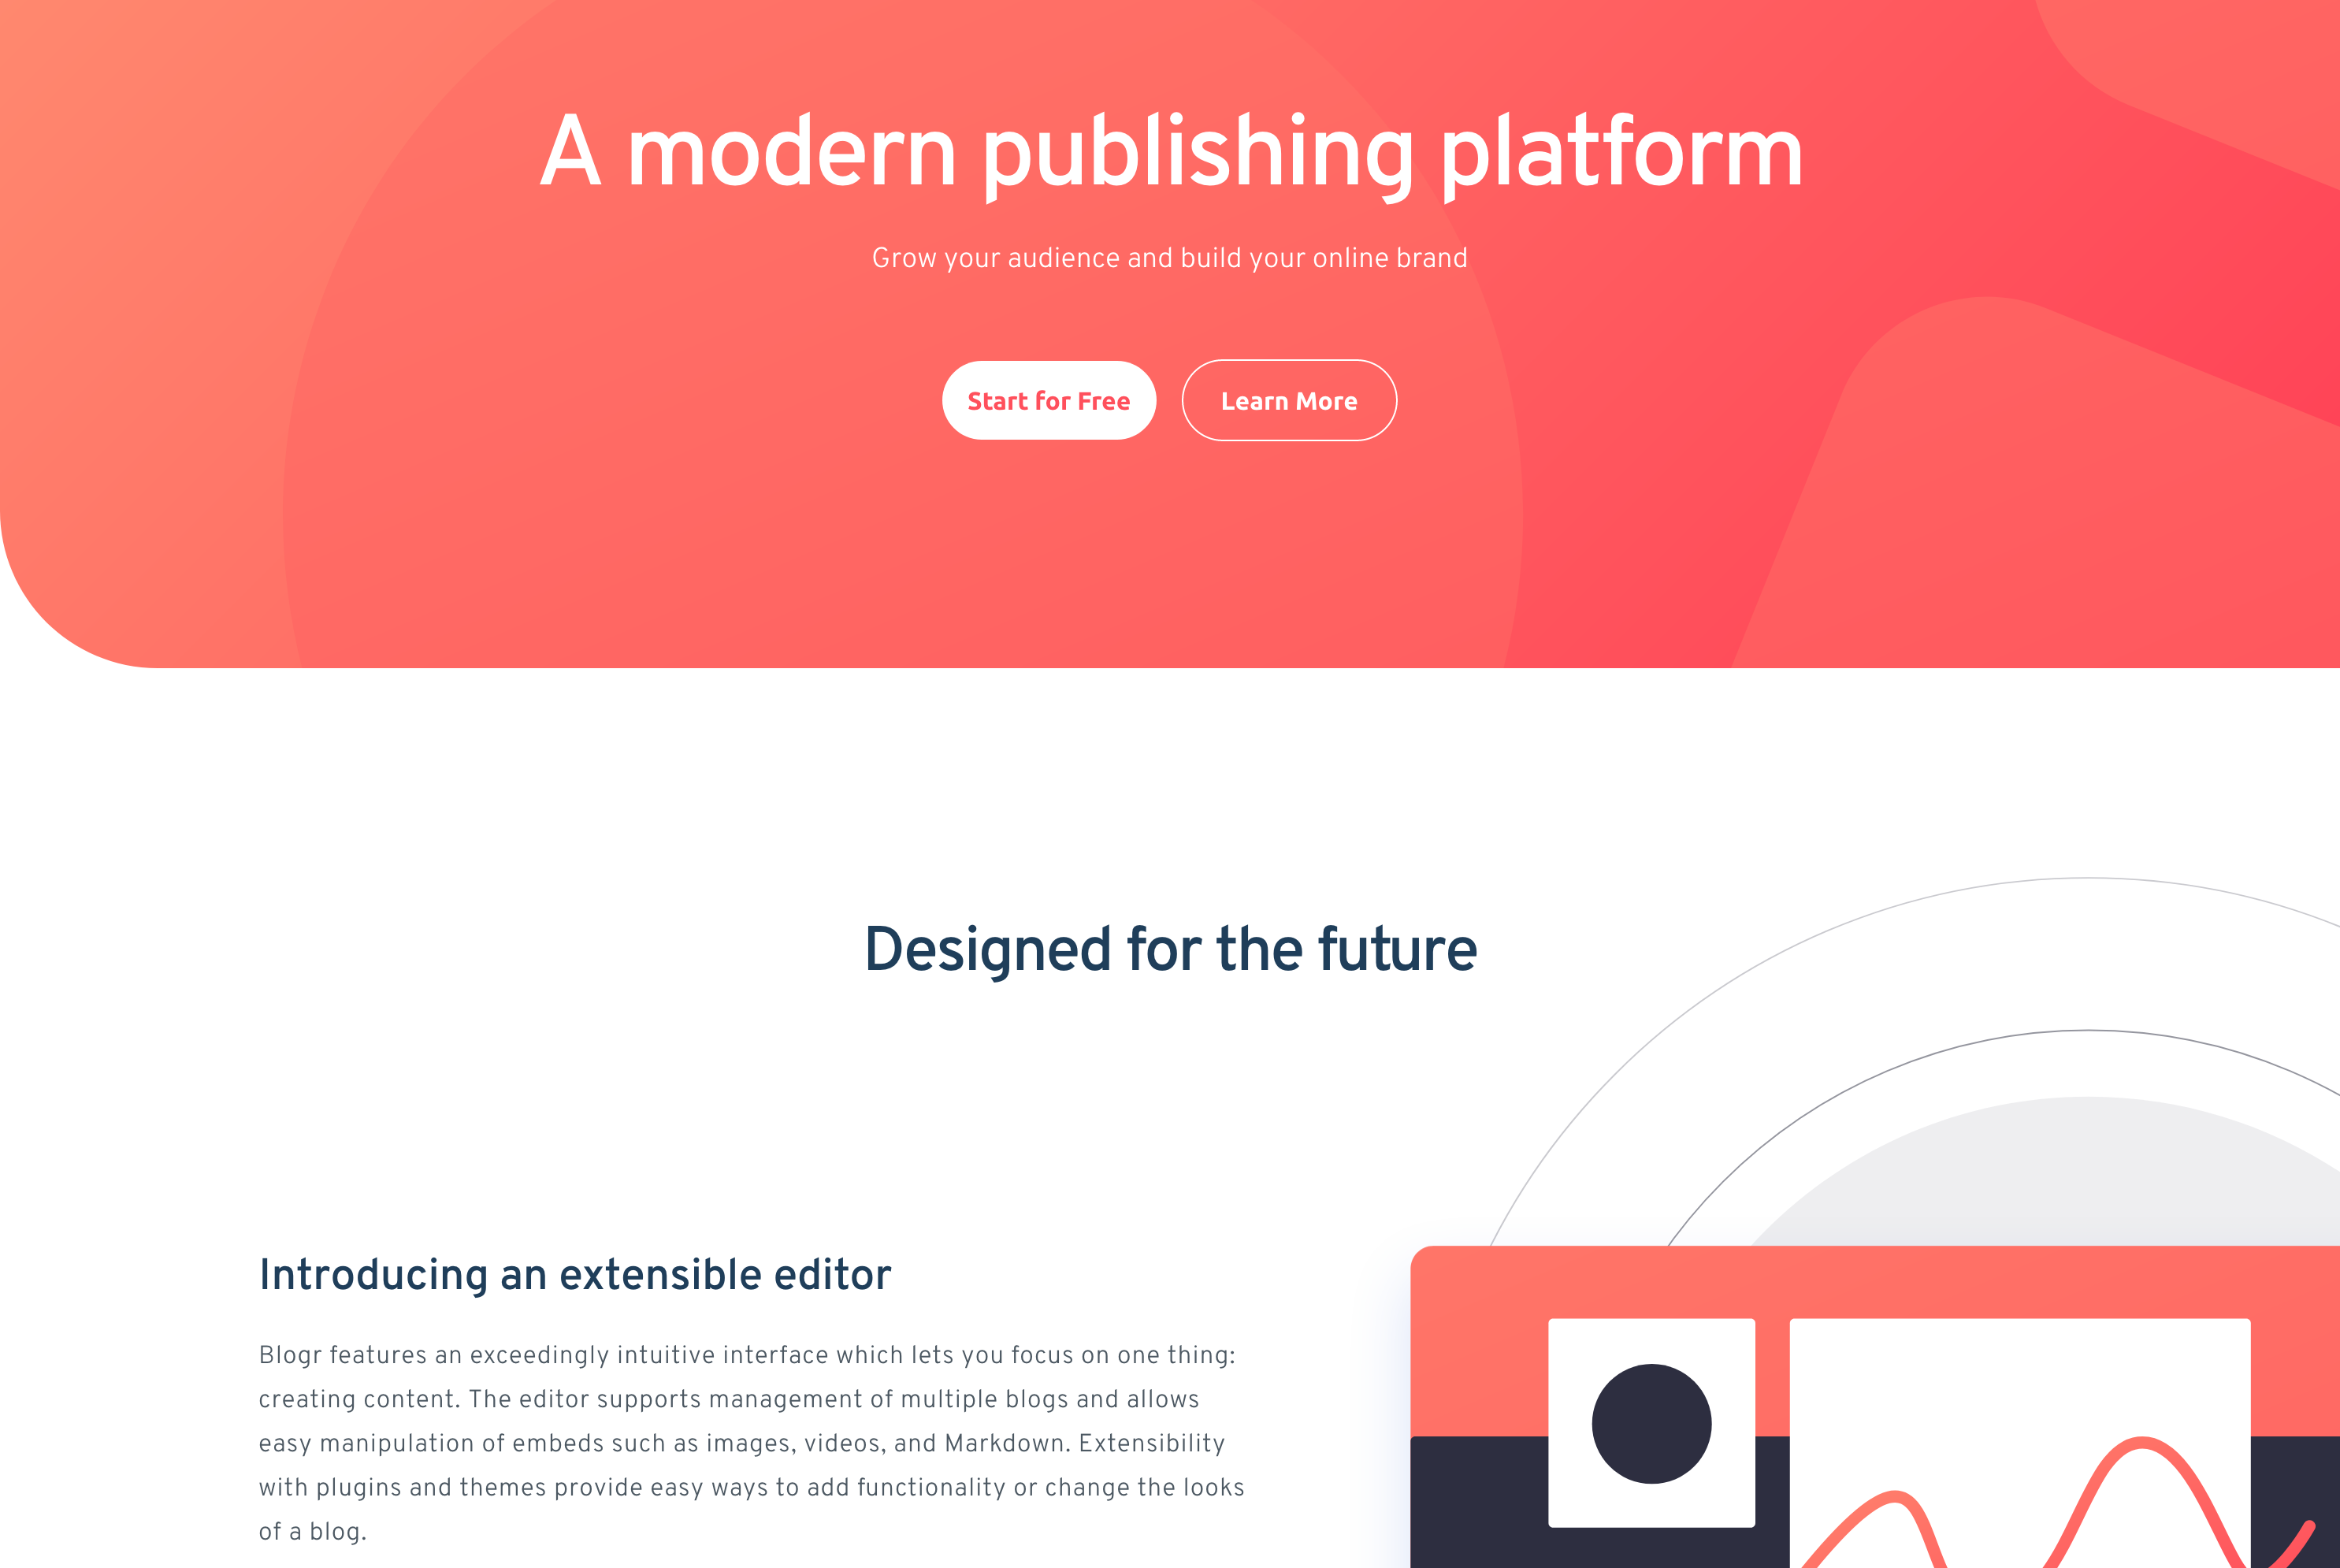 A modern publishing platform
Grow your audience and build your online brand
Start for Free
Learn More
Designed for the future
Introducing an extensible editor
Blogr features an exceedingly intuitive interface which lets you focus on one thing:
creating content. The editor supports management of multiple blogs and allows
easy manipulation of embeds such as images, videos, and Markdown. Extensibility
with plugins and themes provide easy ways to add functionality or change the looks
of a blog.